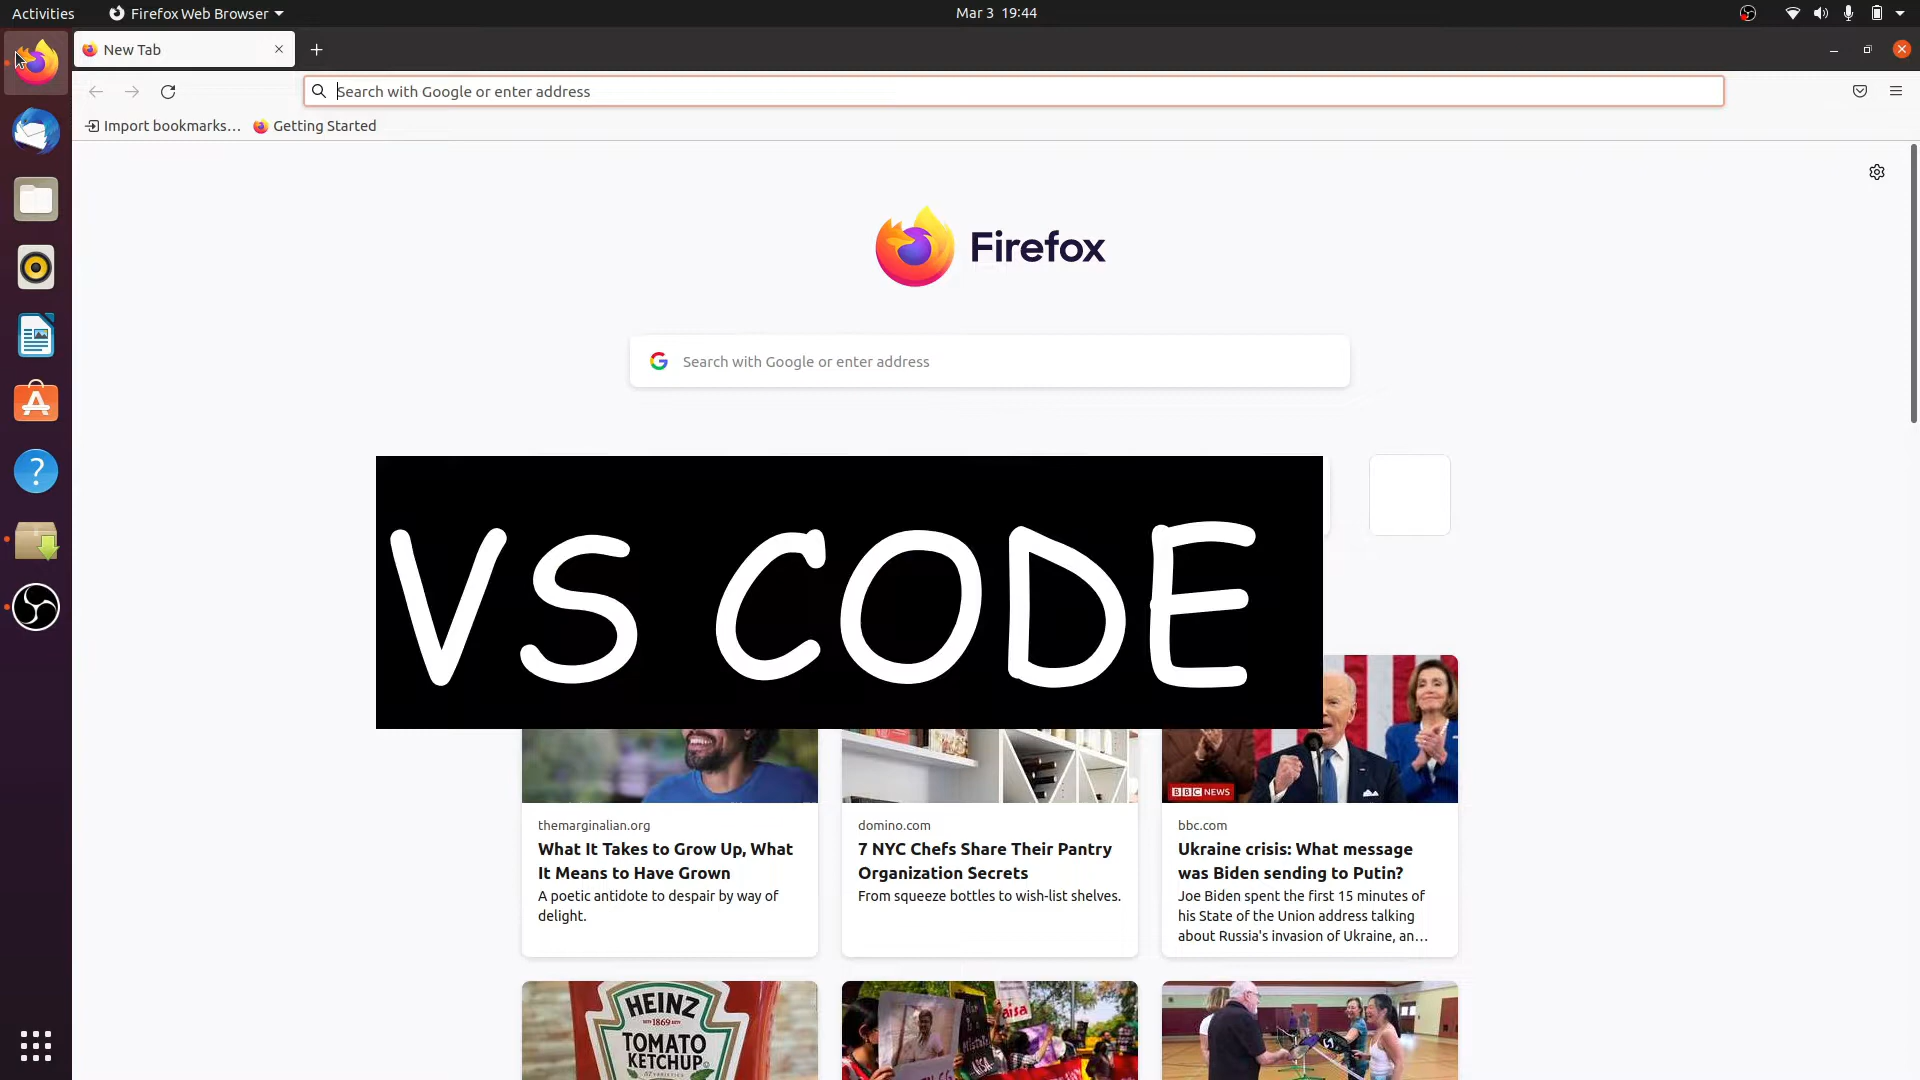 Activities
Firefox Web Browser
Mar 3 19:44
New Tab
Search with Google or enter address
Import bookmarks...
Getting Started
Firefox
Search with Google or enter address
VS CODE
BBC NEWS
themarginalian.org
What It Takes to Grow Up, What
It Means to Have Grown
A poetic antidote to despair by way of
delight.
domino.com
7 NYC Chefs Share Their Pantry
Organization Secrets
From squeeze bottles to wish-list shelves.
bbc.com
Ukraine crisis: What message
was Biden sending to Putin?
Joe Biden spent the first 15 minutes of
his State of the Union address talking
about Russia's invasion of Ukraine, an...
HEINZ
ESTD 1869
TOMATO
KETCHUP
57 VARIETIES
aisa